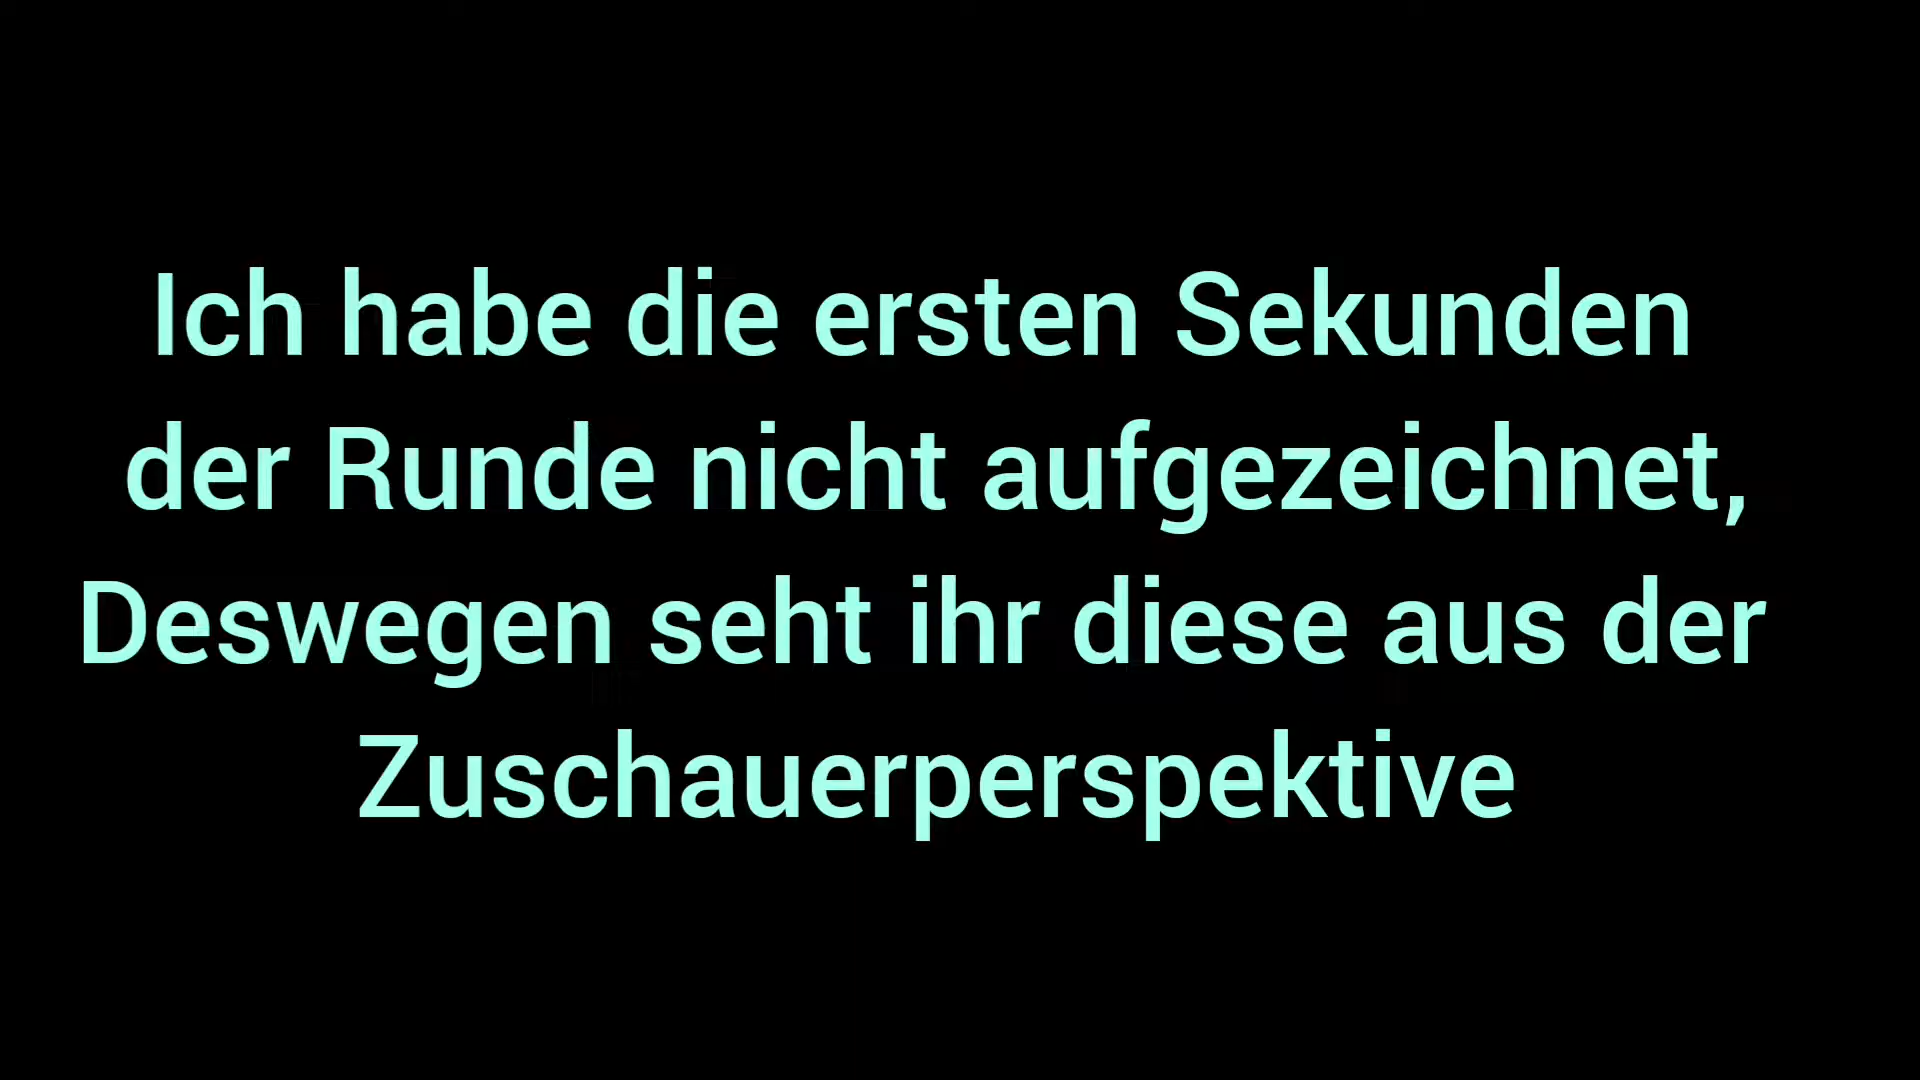 Ich habe die ersten Sekunden
der Runde nicht aufgezeichnet,
Deswegen seht ihr diese aus der
Zuschauerperspektive